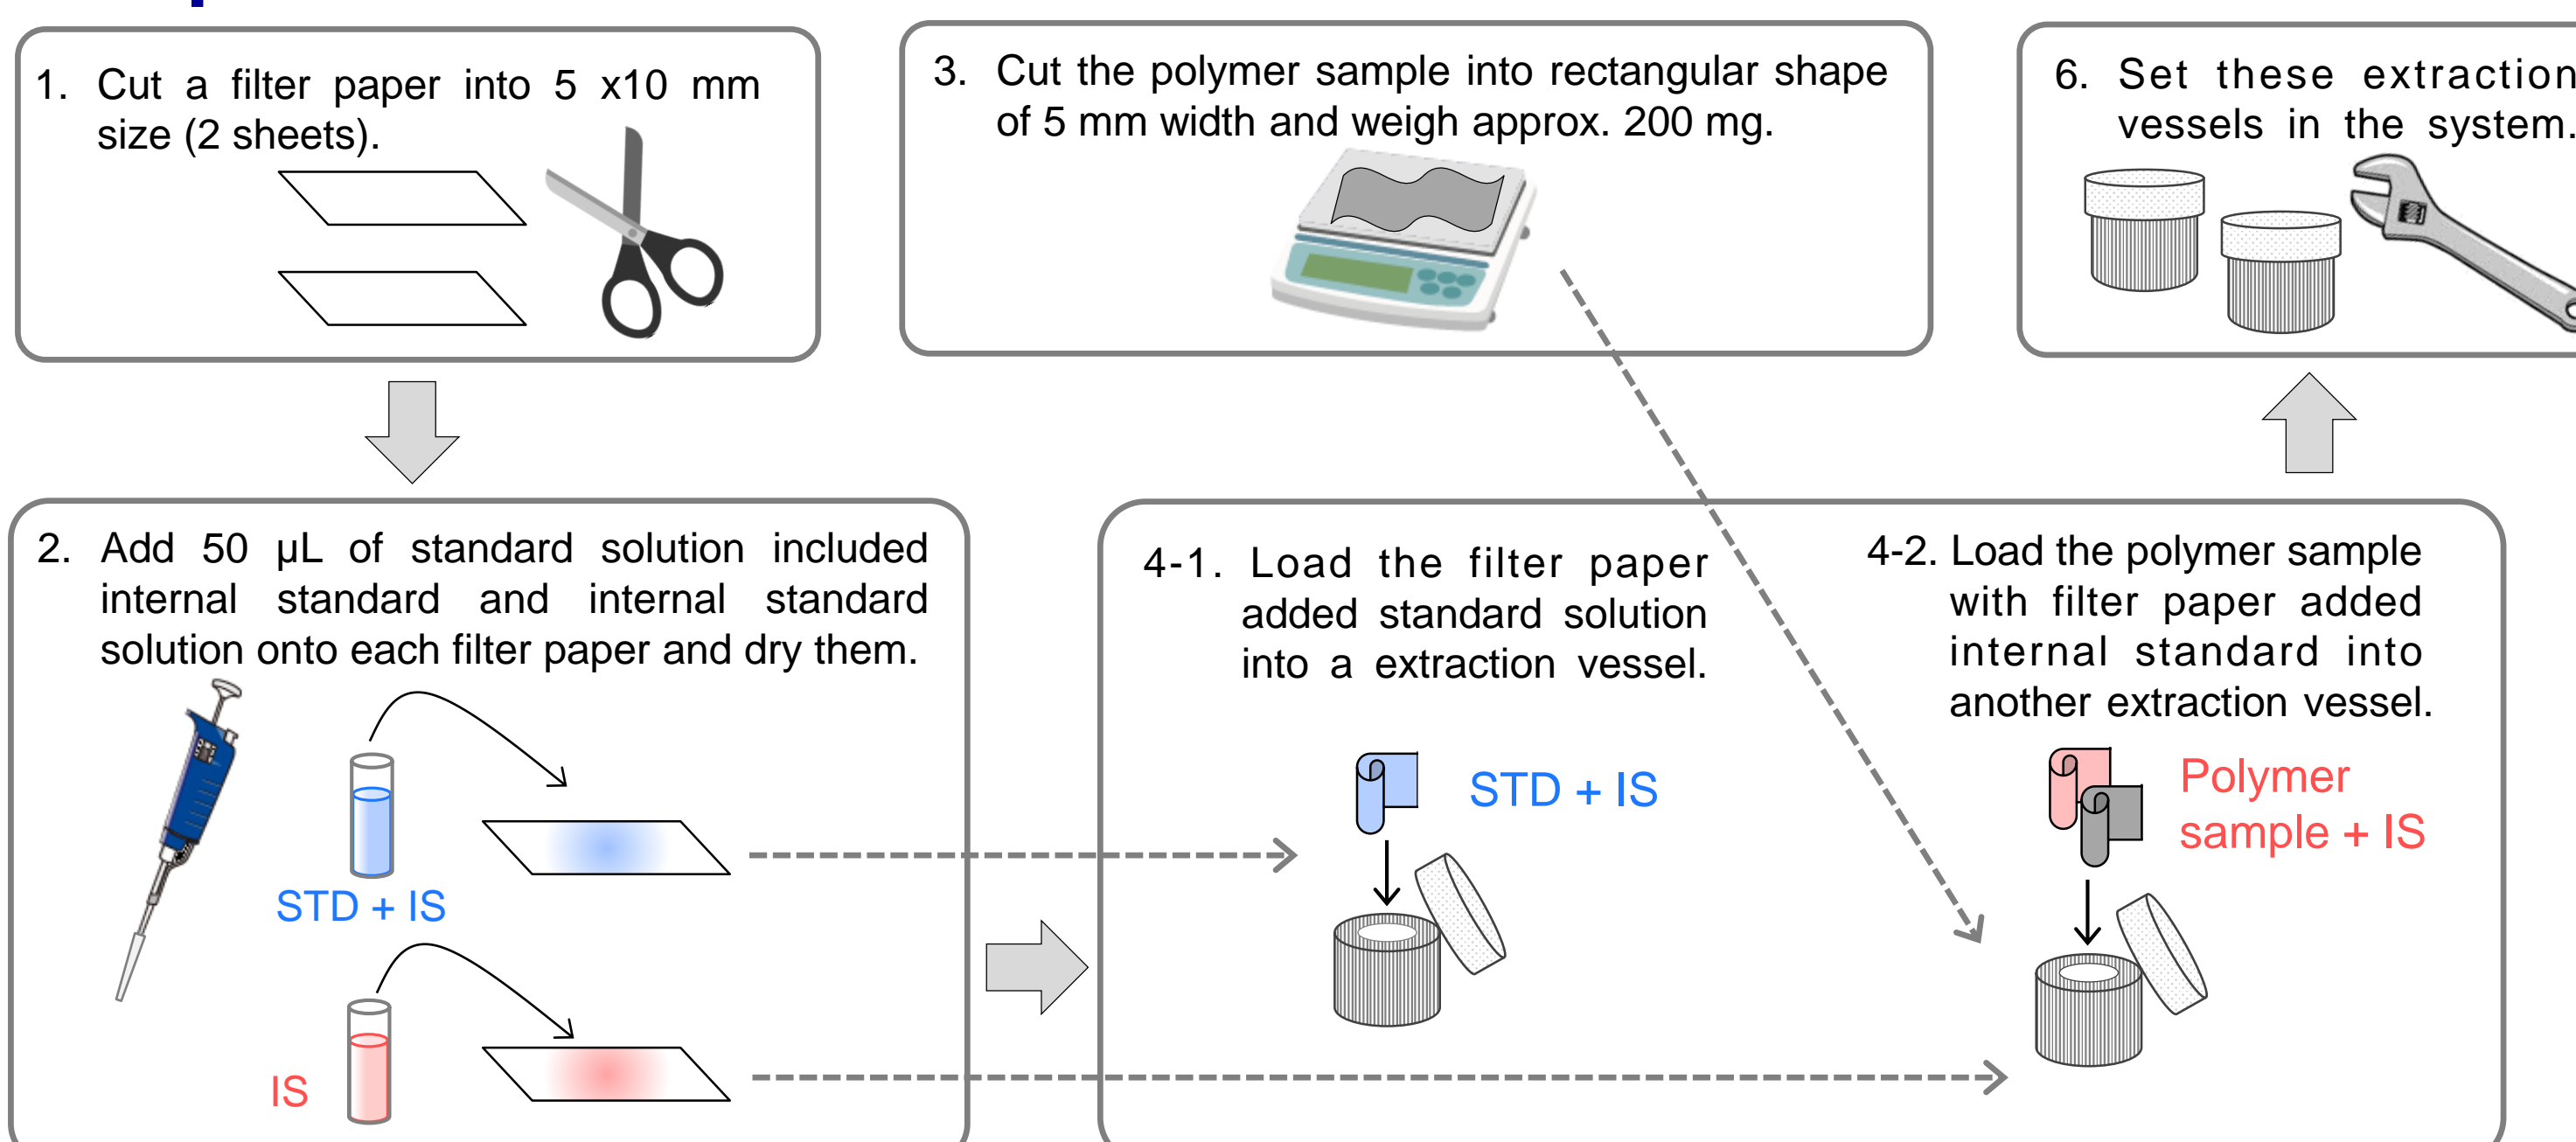 1. Cut a filter paper into 5 x10 mm
size (2 sheets).
2. Add 50 µL of standard solution included
internal standard and internal standard
solution onto each filter paper and dry them.
STD + IS
IS
3. Cut the polymer sample into rectangular shape
of 5 mm width and weigh approx. 200 mg.
4-1. Load the filter paper
added standard solution
into a extraction vessel.
STD + IS
4-2. Load the polymer sample
with filter paper added
internal standard into
another extraction vessel.
Polymer
sample + IS
6. Set these extraction
vessels in the system.